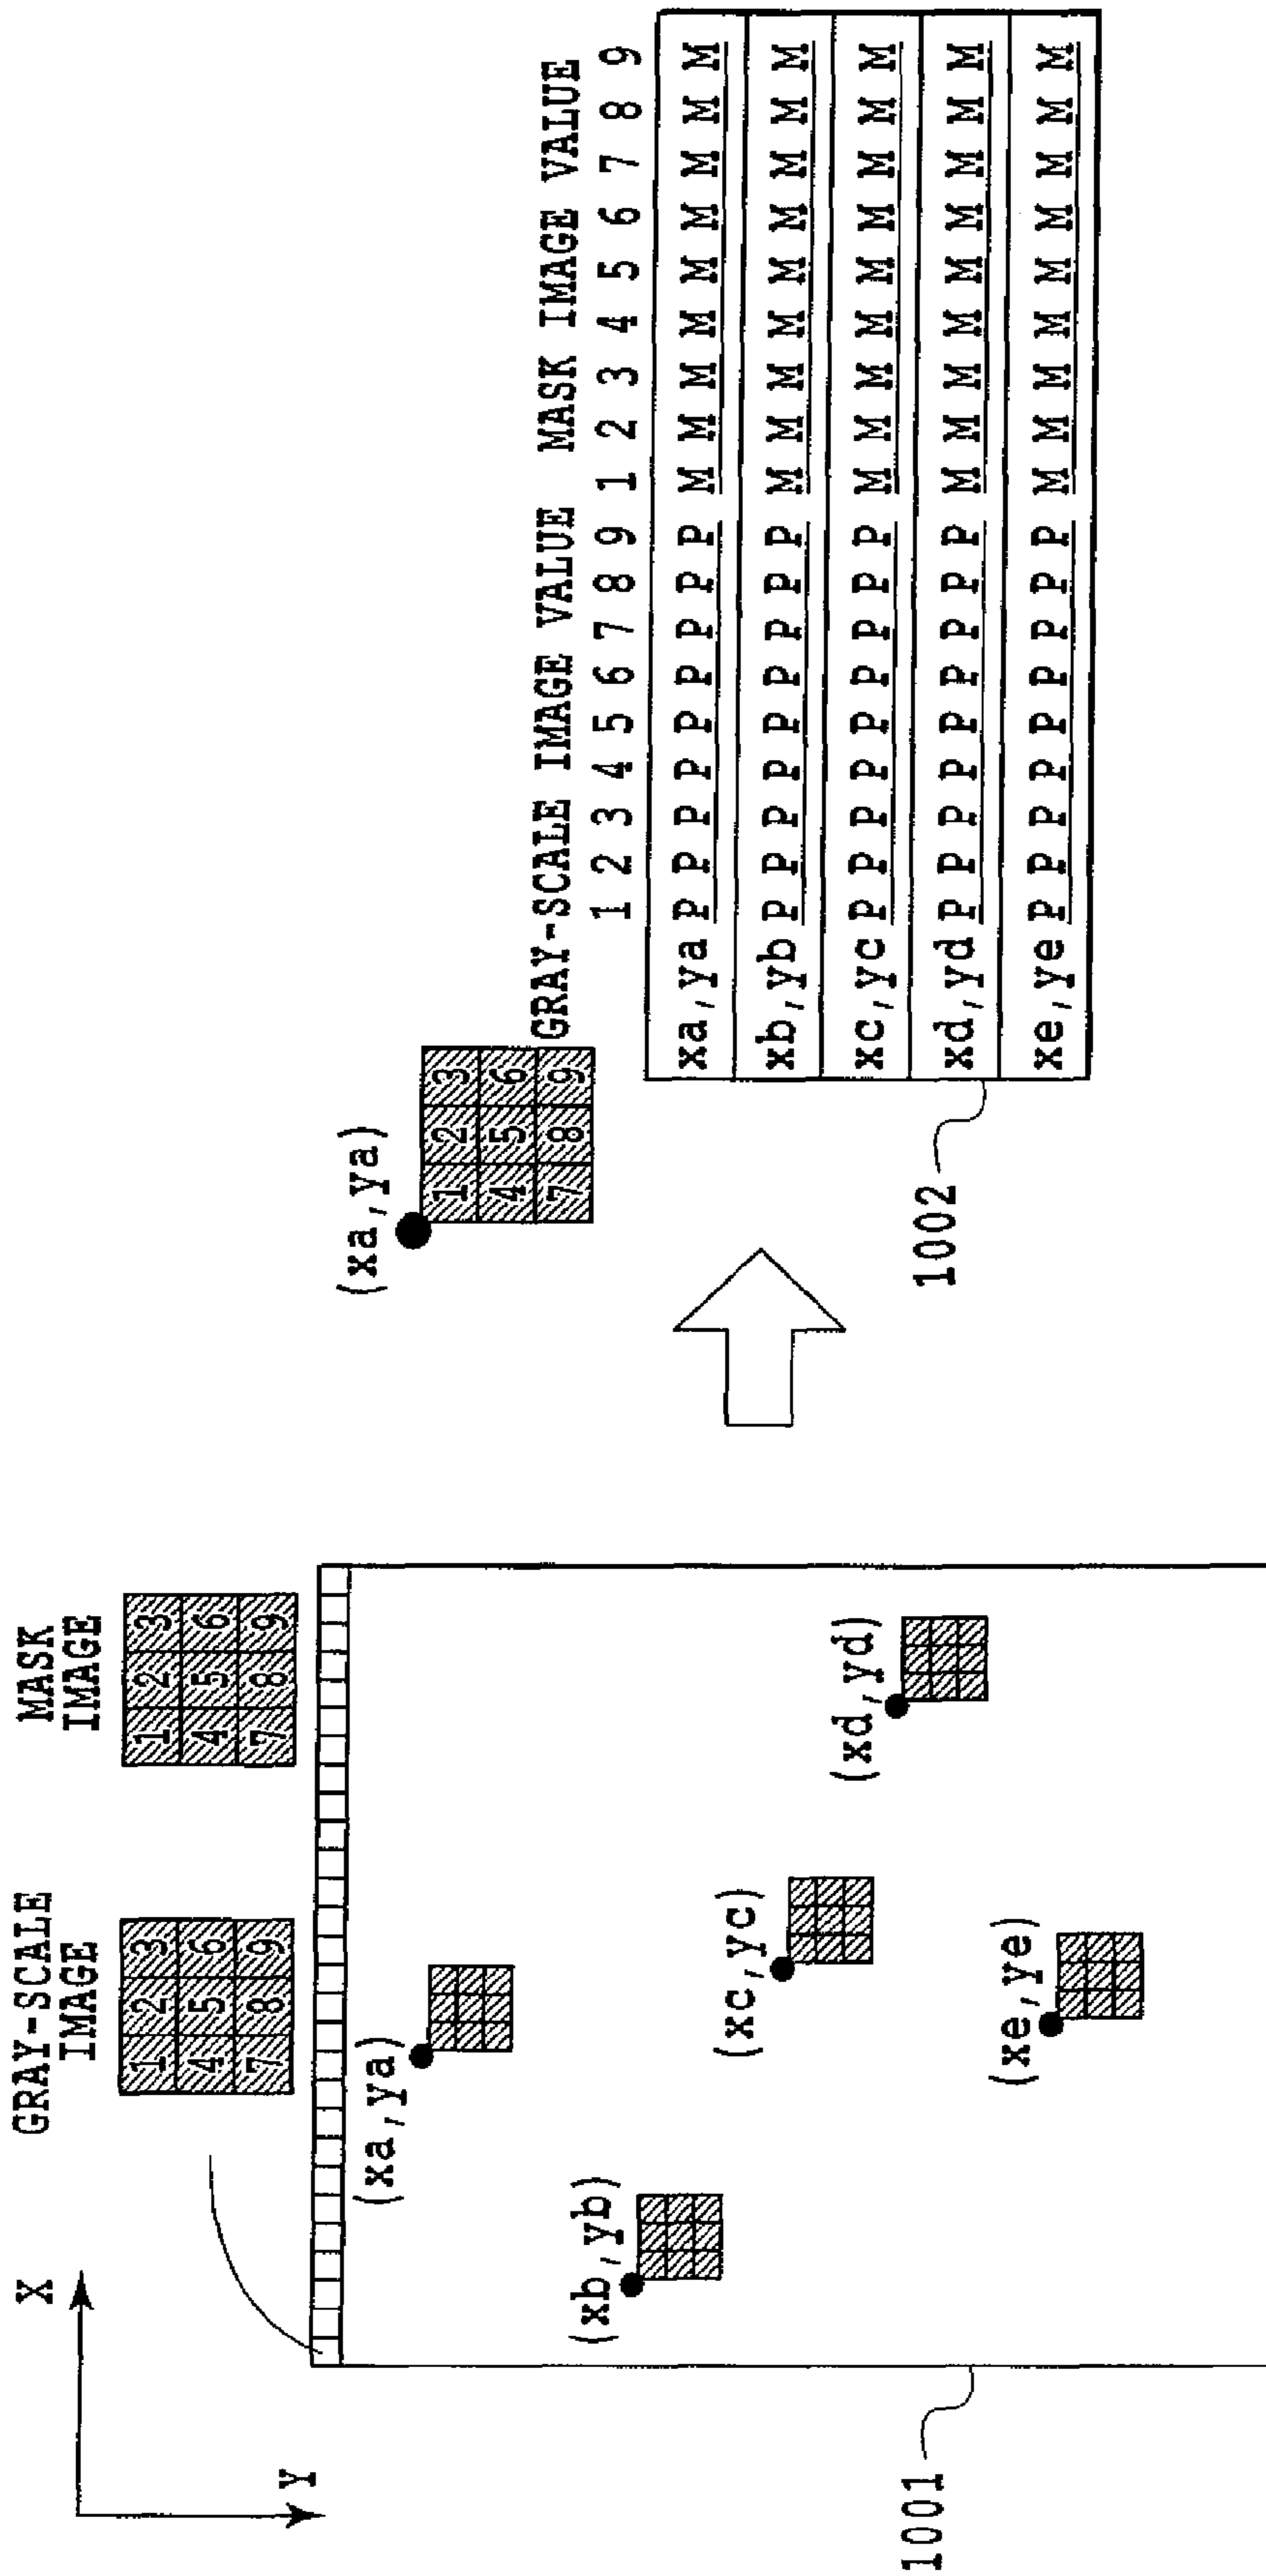 X
Y
GRAY-SCALE
IMAGE
1 2 3
4 5 6
7 8 9
MASK
IMAGE
1 2 3
4 5 6
7 8 9
(xa,ya)
(xb,yb)
(xc,yc)
(xd,yd)
(xe,ye)
1001
(xa,ya)
1 2 3
4 5 6
7 8 9
GRAY-SCALE IMAGE VALUE MASK IMAGE VALUE
1 2 3 4 5 6 7 8 9 1 2 3 4 5 6 7 8 9
xa,ya P P P P P P P P P M M M M M M M M M
xb,yb P P P P P P P P P M M M M M M M M M
xc,yc P P P P P P P P P M M M M M M M M M
xd,yd P P P P P P P P P M M M M M M M M M
xe,ye P P P P P P P P P M M M M M M M M M
1002